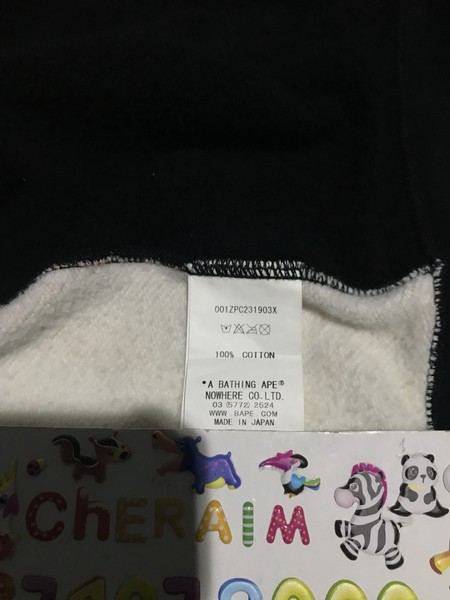 001ZPC231903X
100% COTTON
*A BATHING APE®
NOWHERE CO.LTD.
03 (5772) 2524
WWW.BAPE.COM
MADE IN JAPAN
ChERAIM